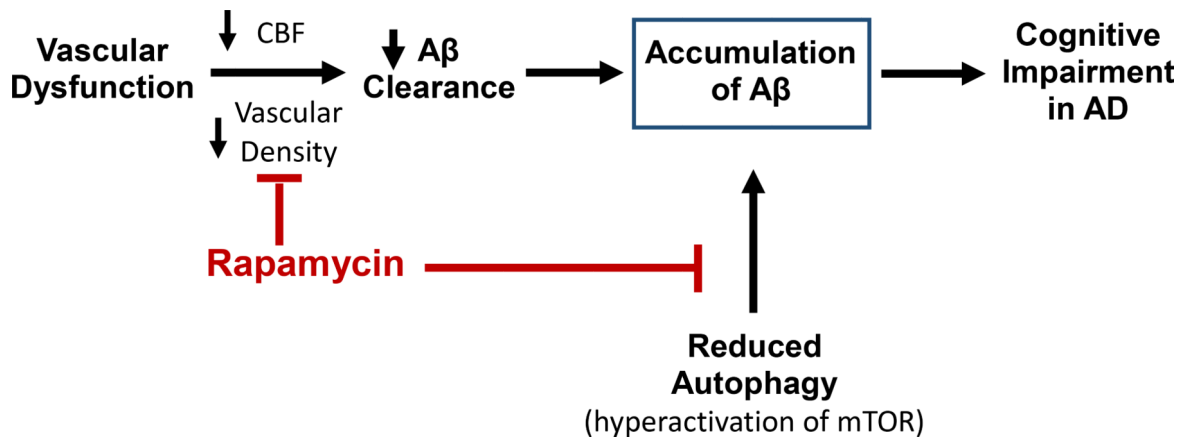 Vascular
Dysfunction
CBF
Vascular
Density
Aβ
Clearance
Accumulation
of Aβ
Cognitive
Impairment
in AD
Rapamycin
Reduced
Autophagy
(hyperactivation of mTOR)